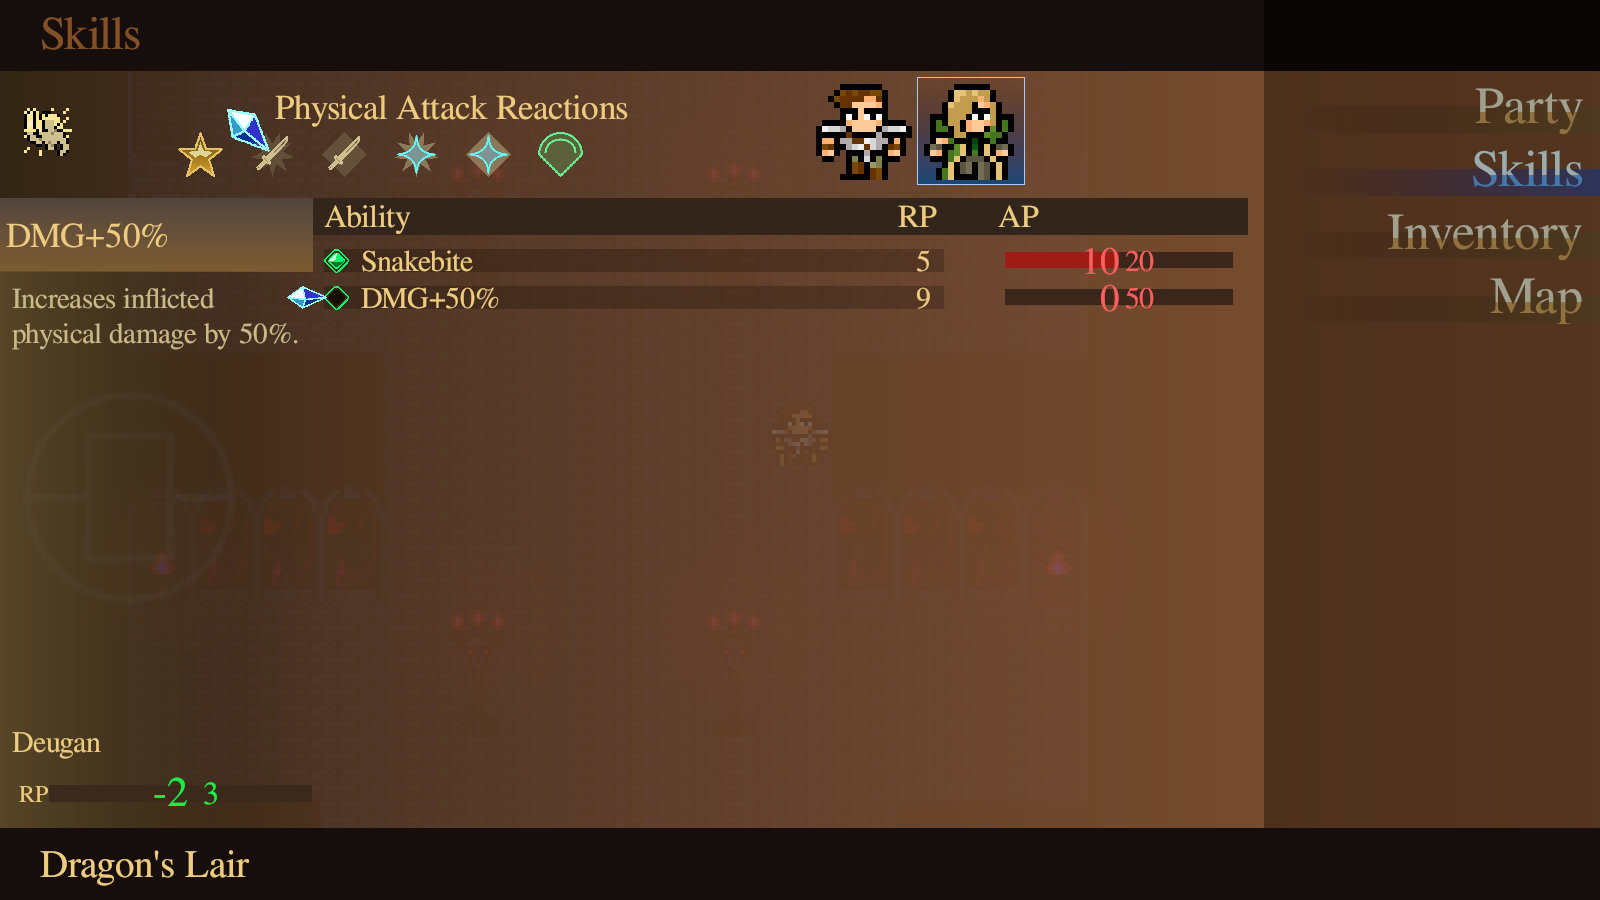 Skills
Physical Attack Reactions
Party
Skills
Inventory
Map
DMG+50%
Ability RP AP
Snakebite 5 10 20
DMG+50% 9 0 50
Increases inflicted
physical damage by 50%.
Deugan
RP -2 3
Dragon's Lair